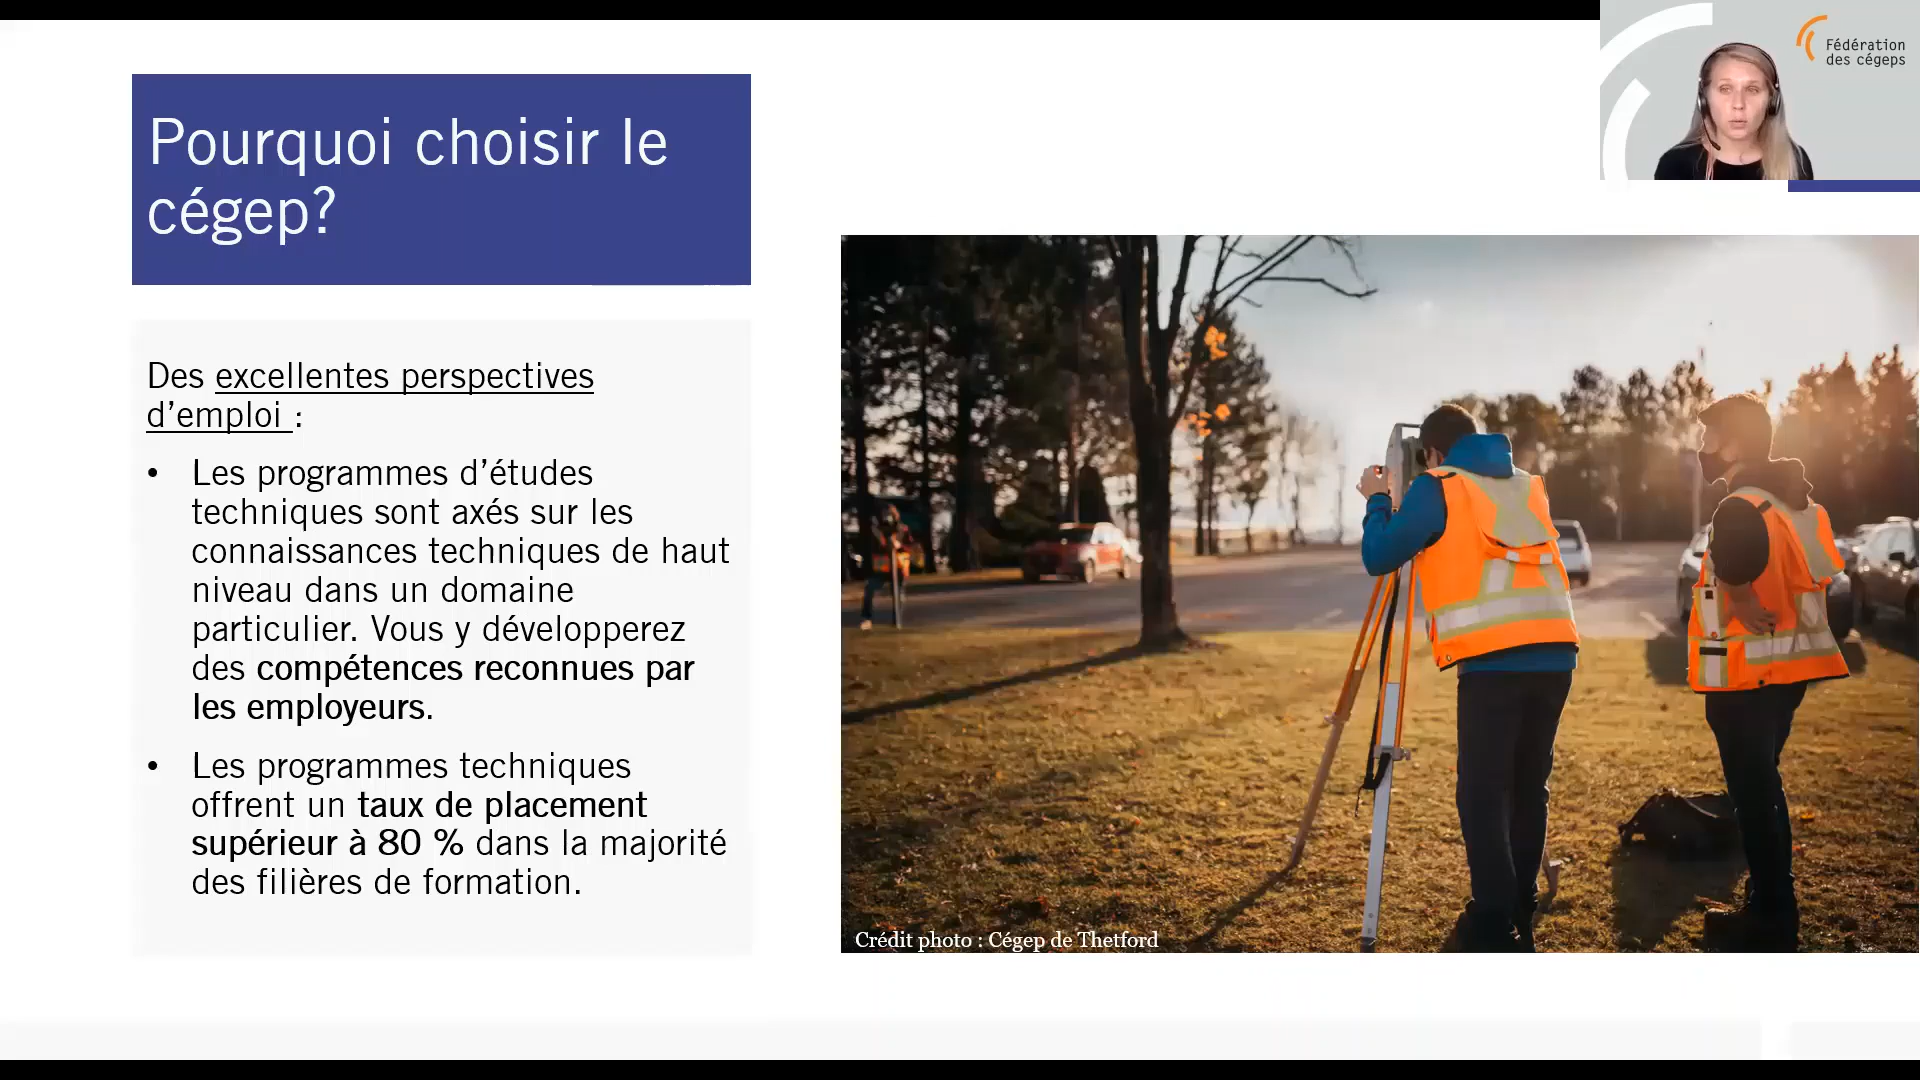 Pourquoi choisir le
cégep?
Fédération
des cégeps
Des excellentes perspectives
d’emploi :
• Les programmes d’études
techniques sont axés sur les
connaissances techniques de haut
niveau dans un domaine
particulier. Vous y développerez
des compétences reconnues par
les employeurs.
• Les programmes techniques
offrent un taux de placement
supérieur à 80 % dans la majorité
des filières de formation.
Crédit photo : Cégep de Thetford